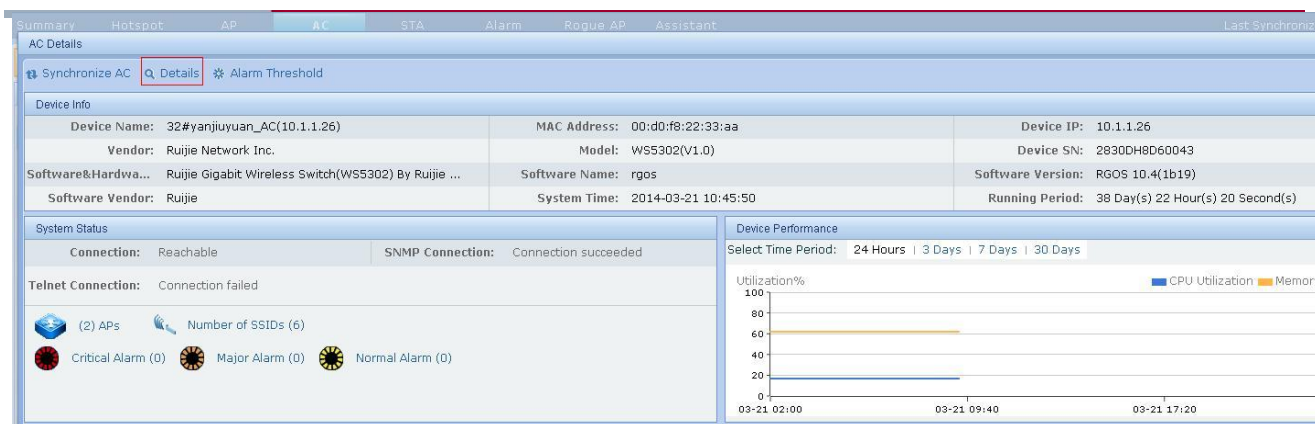 Summary Hotspot AP AC STA Alarm Rogue AP Assistant Last Synchroniz
AC Details
Synchronize AC Details Alarm Threshold
Device Info
Device Name: 32#yanjiuyuan_AC(10.1.1.26) MAC Address: 00:d0:f8:22:33:aa Device IP: 10.1.1.26
Vendor: Ruijie Network Inc. Model: WS5302(V1.0) Device SN: 2830DH8D60043
Software&Hardwa... Ruijie Gigabit Wireless Switch(WS5302) By Ruijie ... Software Name: rgos Software Version: RGOS 10.4(1b19)
Software Vendor: Ruijie System Time: 2014-03-21 10:45:50 Running Period: 38 Day(s) 22 Hour(s) 20 Second(s)
System Status
Connection: Reachable SNMP Connection: Connection succeeded
Telnet Connection: Connection failed
(2) APs Number of SSIDs (6)
Critical Alarm (0) Major Alarm (0) Normal Alarm (0)
Device Performance
Select Time Period: 24 Hours | 3 Days | 7 Days | 30 Days
Utilization% CPU Utilization Memor
100
80
60
40
20
0
03-21 02:00 03-21 09:40 03-21 17:20